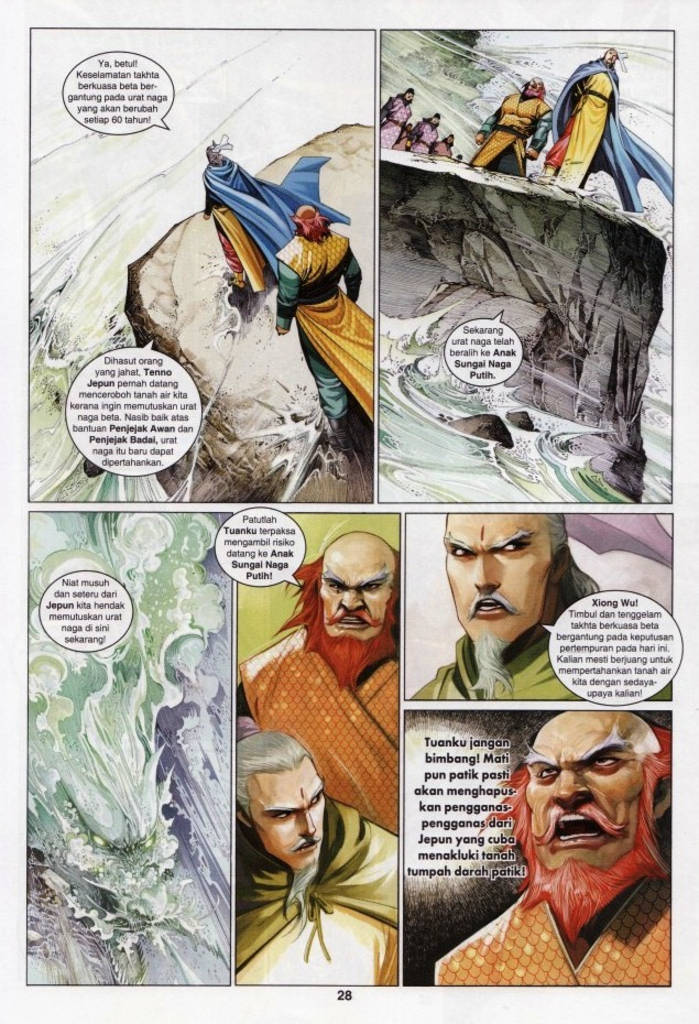 Ya, betul!
Keselamatan takhta
berkuasa beta ber-
gantung pada urat naga
yang akan berubah
setiap 60 tahun!
Dihasut orang
yang jahat, Tenno
Jepun pernah datang
menceroboh tanah air kita
kerana ingin memutuskan urat
naga beta. Nasib baik atas
bantuan Penjejak Awan dan
Penjejak Badai, urat
naga itu baru dapat
dipertahankan.
Sekarang
urat naga telah
beralih ke Anak
Sungai Naga
Putih.
Niat musuh
dan seteru dari
Jepun kita hendak
memutuskan urat
naga di sini
sekarang!
Patutlah
Tuanku terpaksa
mengambil risiko
datang ke Anak
Sungai Naga
Putih!
Xiong Wu!
Timbul dan tenggelam
takhta berkuasa beta
bergantung pada keputusan
pertempuran pada hari ini.
Kalian mesti berjuang untuk
mempertahankan tanah air
kita dengan sedaya-
upaya kalian!
Tuanku jangan
bimbang! Mati
pun patik pasti
akan menghapus-
kan pengganas-
pengganas dari
Jepun yang cuba
menakluki tanah
tumpah darah patik!
28